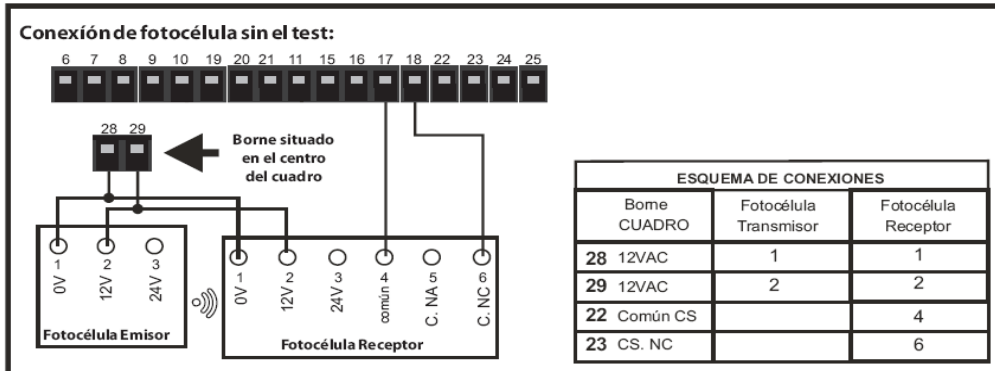 Conexíón de fotocélula sin el test:
6 7 8 9 10 19 20 21 11 15 16 17 18 22 23 24 25
28 29
Borne situado
en el centro
del cuadro
1 2 3
0V 12V 24V
Fotocélula Emisor
1 2 3 4 5 6
0V 12V 24V común C. NA C. NC
Fotocélula Receptor
ESQUEMA DE CONEXIONES
Borne CUADRO Fotocélula Transmisor Fotocélula Receptor
28 12VAC 1 1
29 12VAC 2 2
22 Común CS 4
23 CS. NC 6